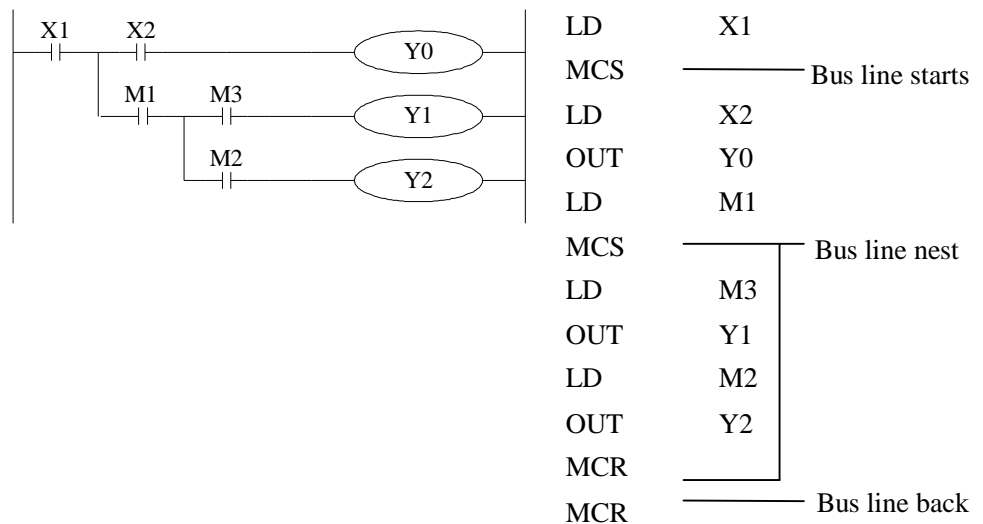 X1 X2
Y0
M1 M3
Y1
M2
Y2
LD X1
MCS Bus line starts
LD X2
OUT Y0
LD M1
MCS Bus line nest
LD M3
OUT Y1
LD M2
OUT Y2
MCR
MCR Bus line back